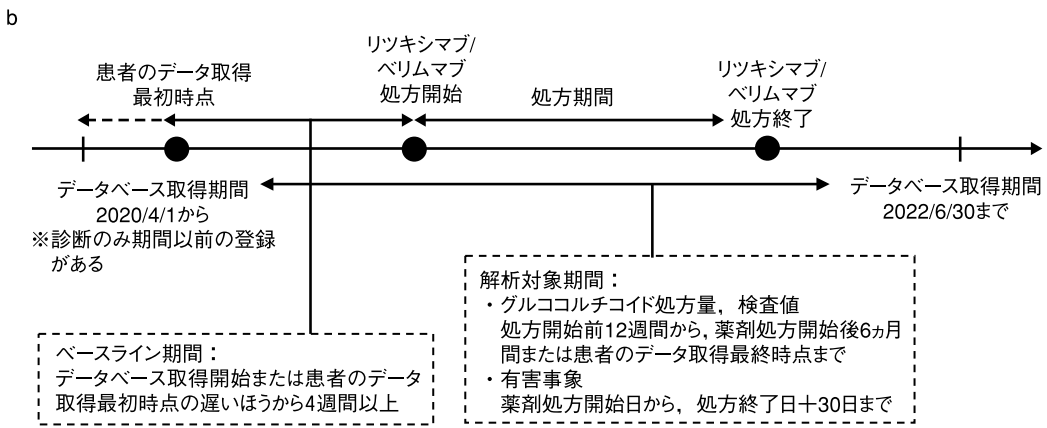 b
患者のデータ取得
最初時点
リツキシマブ/
ベリムマブ
処方開始
処方期間
リツキシマブ/
ベリムマブ
処方終了
データベース取得期間
2020/4/1から
※診断のみ期間以前の登録
がある
データベース取得期間
2022/6/30まで
ベースライン期間：
データベース取得開始または患者のデータ
取得最初時点の遅いほうから4週間以上
解析対象期間：
・グルココルチコイド処方量，検査値
処方開始前12週間から，薬剤処方開始後6ヵ月
間または患者のデータ取得最終時点まで
・有害事象
薬剤処方開始日から，処方終了日＋30日まで